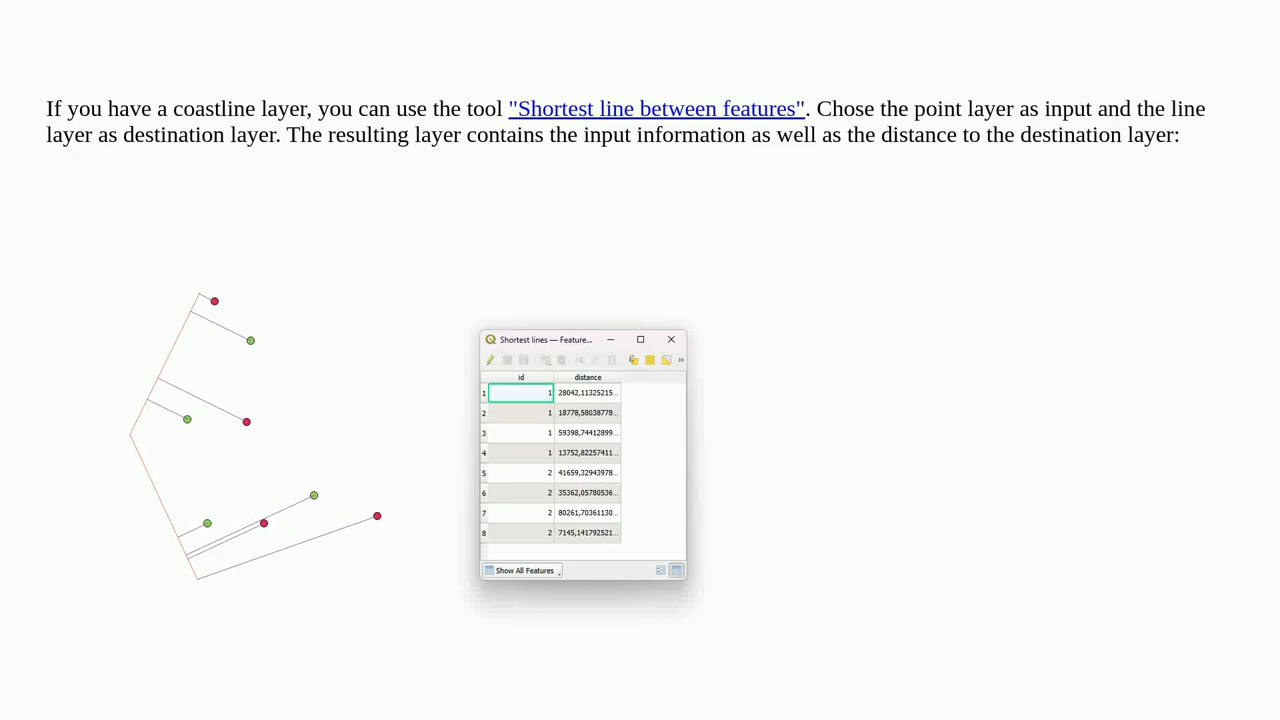 If you have a coastline layer, you can use the tool "Shortest line between features". Chose the point layer as input and the line
layer as destination layer. The resulting layer contains the input information as well as the distance to the destination layer:
Shortest lines — Feature...
id distance
1 1 28042,11325215...
2 1 18778,58038778...
3 1 59398,74412899...
4 1 13752,82257411...
5 2 41659,32943978...
6 2 35362,05780536...
7 2 80261,70361130...
8 2 7145,141792521...
Show All Features